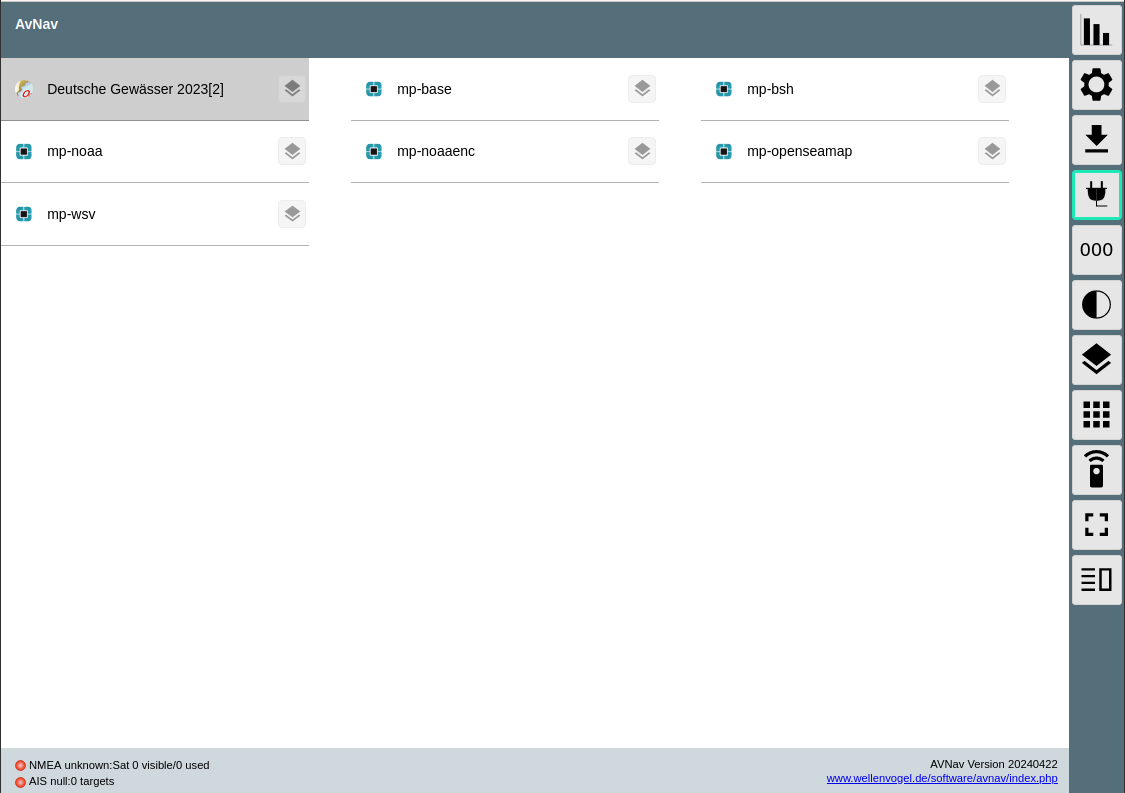 AvNav
Deutsche Gewässer 2023[2]
mp-base
mp-bsh
mp-noaa
mp-noaaenc
mp-openseamap
mp-wsv
000
NMEA unknown:Sat 0 visible/0 used
AIS null:0 targets
AVNav Version 20240422
www.wellenvogel.de/software/avnav/index.php